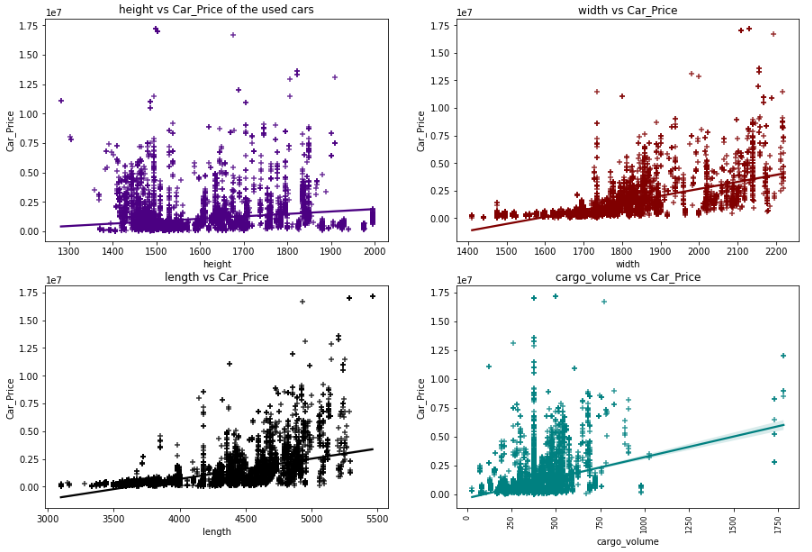 height vs Car_Price of the used cars
1e7
1.75
1.50
1.25
1.00
0.75
0.50
0.25
0.00
Car_Price
1300 1400 1500 1600 1700 1800 1900 2000
height
width vs Car_Price
1e7
1.75
1.50
1.25
1.00
0.75
0.50
0.25
0.00
Car_Price
1400 1500 1600 1700 1800 1900 2000 2100 2200
width
length vs Car_Price
1e7
1.75
1.50
1.25
1.00
0.75
0.50
0.25
0.00
Car_Price
3000 3500 4000 4500 5000 5500
length
cargo_volume vs Car_Price
1e7
1.75
1.50
1.25
1.00
0.75
0.50
0.25
0.00
Car_Price
0 250 500 750 1000 1250 1500 1750
cargo_volume